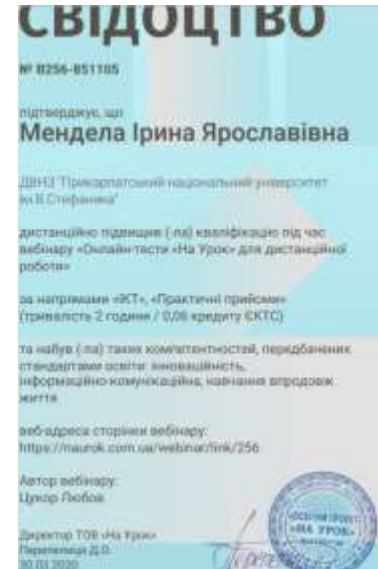 СВІДОЦТВО
№ В256-851105
підтверджує, що
Мендела Ірина Ярославівна
ДВНЗ "Прикарпатський національний університет
ім.В.Стефаника"
дистанційно підвищив (-ла) кваліфікацію під час
вебінару «Онлайн-тести «На Урок» для дистанційної
роботи»
за напрямами «ІКТ», «Практичні прийоми»
(тривалість 2 години / 0,06 кредиту ЄКТС)
та набув (-ла) таких компетентностей, передбачених
стандартами освіти: інноваційність,
інформаційно-комунікаційна, навчання впродовж
життя
веб-адреса сторінки вебінару:
https://naurok.com.ua/webinar/link/256
Автор вебінару:
Цукор Любов
Директор ТОВ «На Урок»
Перепелиця Д.О.
30.03.2020
ОСВІТНІЙ ПРОЕКТ
«НА УРОК»